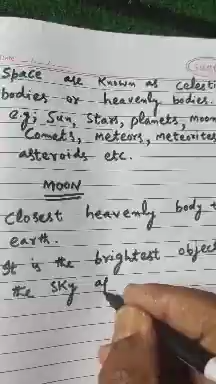 Space are known as celesti
bodies or heavenly bodies.
e.g; Sun, Stars, planets, moon
Comets, meteors, meteorites
asteroids etc.
MOON
closest heavenly body t
earth.
It is the brightest object
the sky af